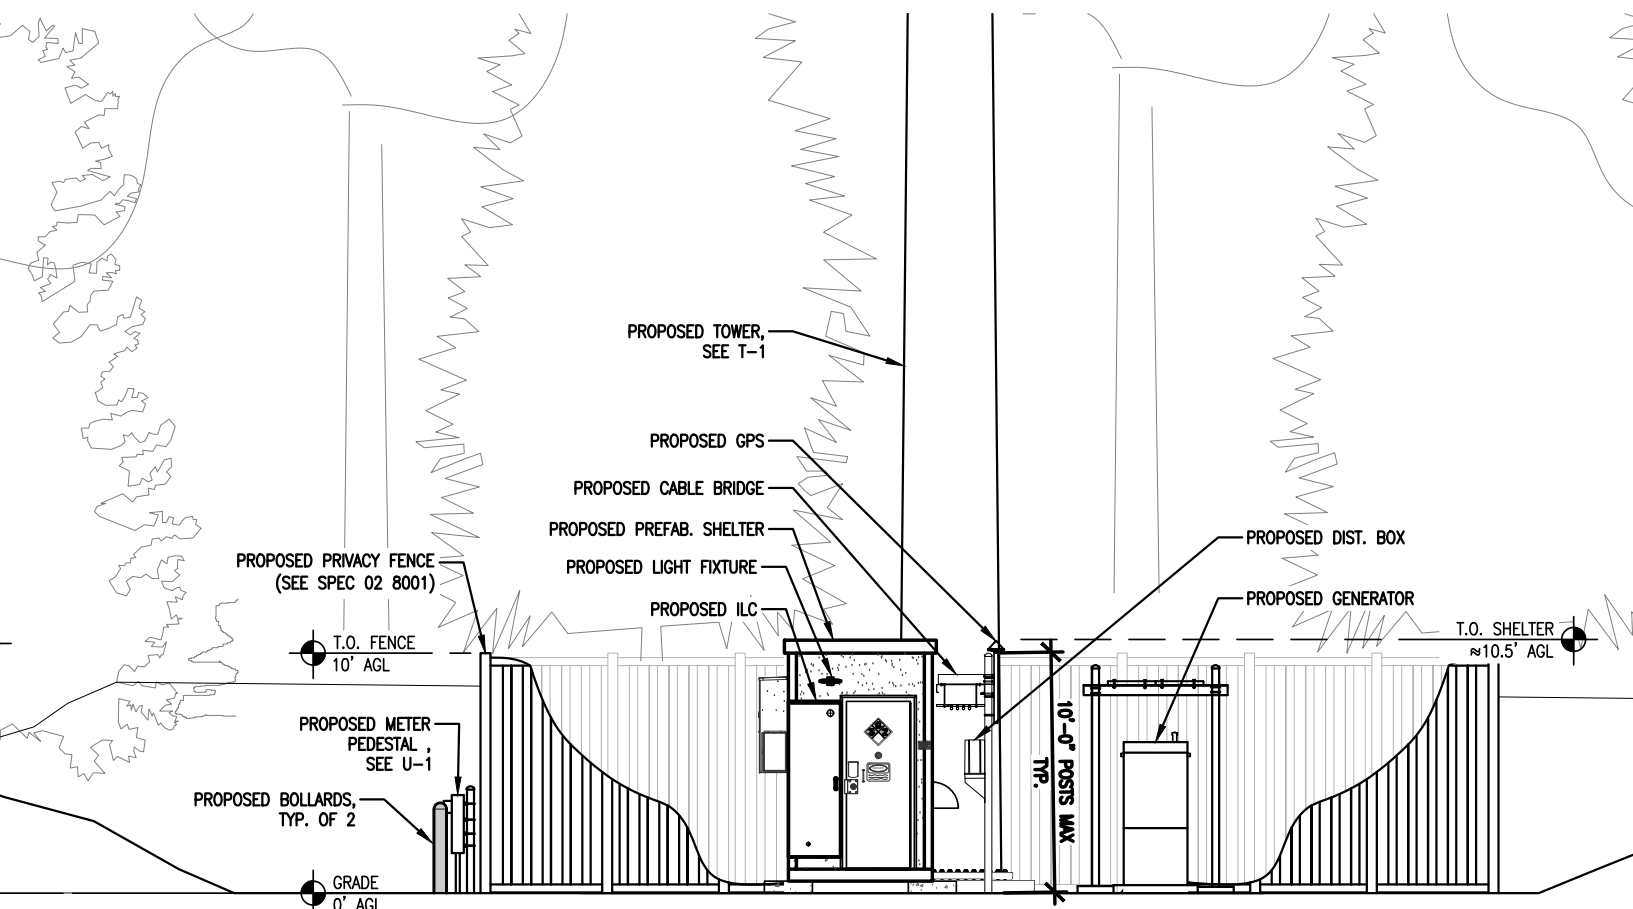 PROPOSED TOWER,
SEE T-1
PROPOSED GPS
PROPOSED CABLE BRIDGE
PROPOSED PREFAB. SHELTER
PROPOSED LIGHT FIXTURE
PROPOSED ILC
PROPOSED DIST. BOX
PROPOSED GENERATOR
PROPOSED PRIVACY FENCE
(SEE SPEC 02 8001)
T.O. FENCE
10' AGL
T.O. SHELTER
≈10.5' AGL
PROPOSED METER
PEDESTAL ,
SEE U-1
PROPOSED BOLLARDS,
TYP. OF 2
10'-0" POSTS MAX
TYP.
GRADE
0' AGL